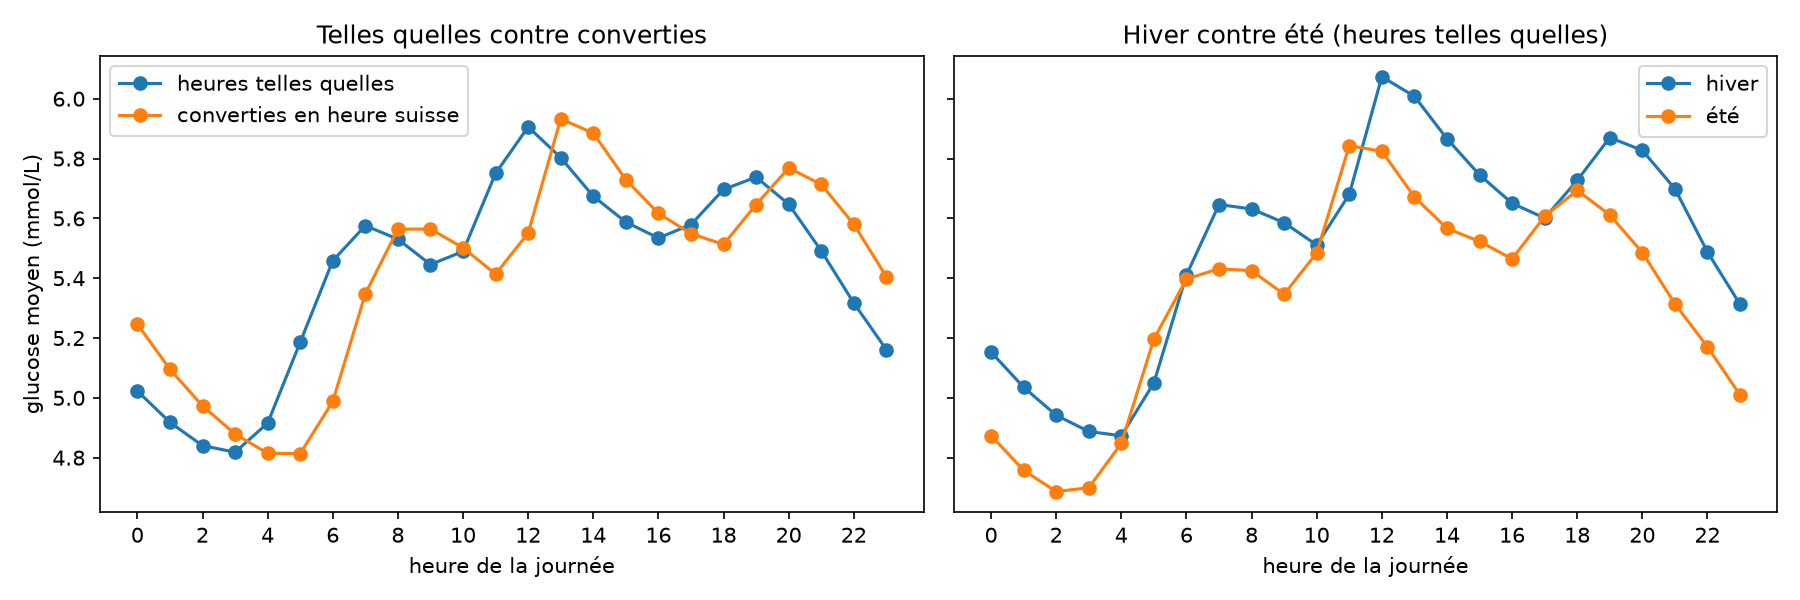 Telles quelles contre converties
heures telles quelles
converties en heure suisse
glucose moyen (mmol/L)
6.0
5.8
5.6
5.4
5.2
5.0
4.8
0 2 4 6 8 10 12 14 16 18 20 22
heure de la journée
Hiver contre été (heures telles quelles)
hiver
été
0 2 4 6 8 10 12 14 16 18 20 22
heure de la journée